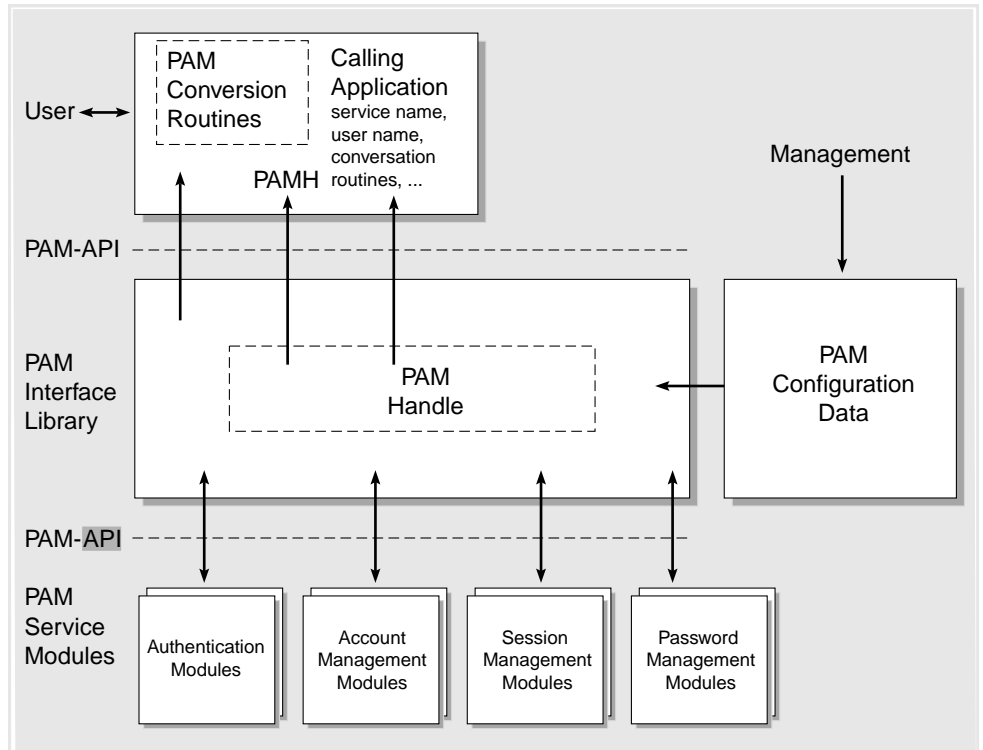 PAM
Conversion
Routines
Calling
Application
service name,
user name,
conversation
routines, ...
User
PAMH
Management
PAM-API
PAM
Interface
Library
PAM
Handle
PAM
Configuration
Data
PAM-API
PAM
Service
Modules
Authentication
Modules
Account
Management
Modules
Session
Management
Modules
Password
Management
Modules